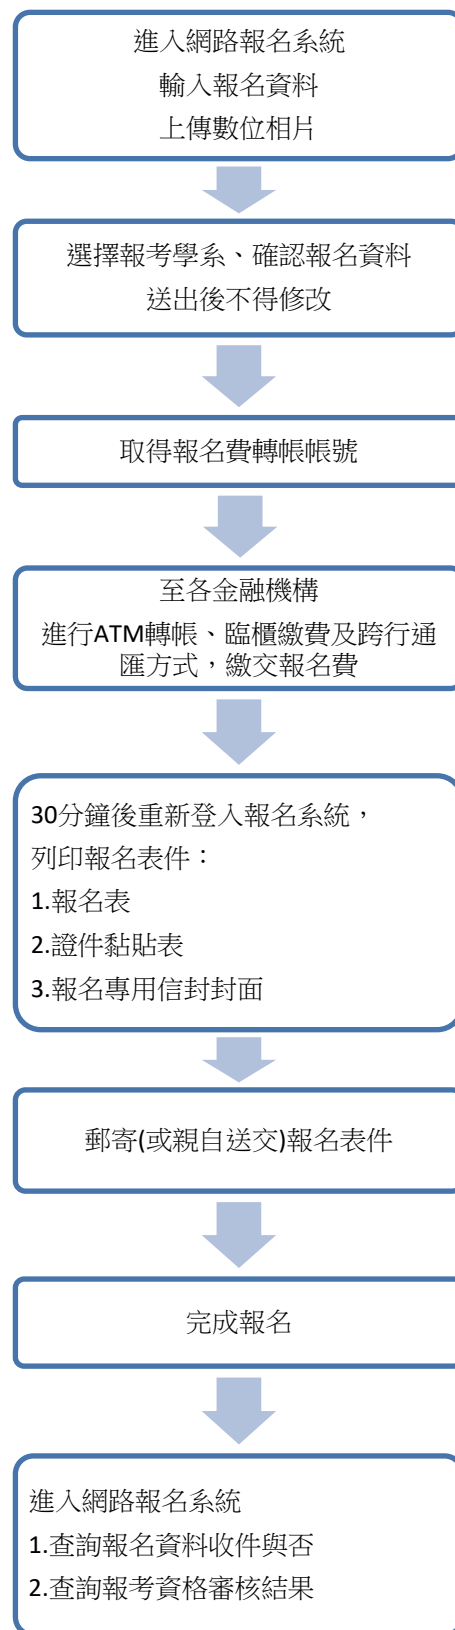 進入網路報名系統
輸入報名資料
上傳數位相片
選擇報考學系、確認報名資料
送出後不得修改
取得報名費轉帳帳號
至各金融機構
進行ATM轉帳、臨櫃繳費及跨行通
匯方式，繳交報名費
30分鐘後重新登入報名系統，
列印報名表件：
1.報名表
2.證件黏貼表
3.報名專用信封封面
郵寄(或親自送交)報名表件
完成報名
進入網路報名系統
1.查詢報名資料收件與否
2.查詢報考資格審核結果